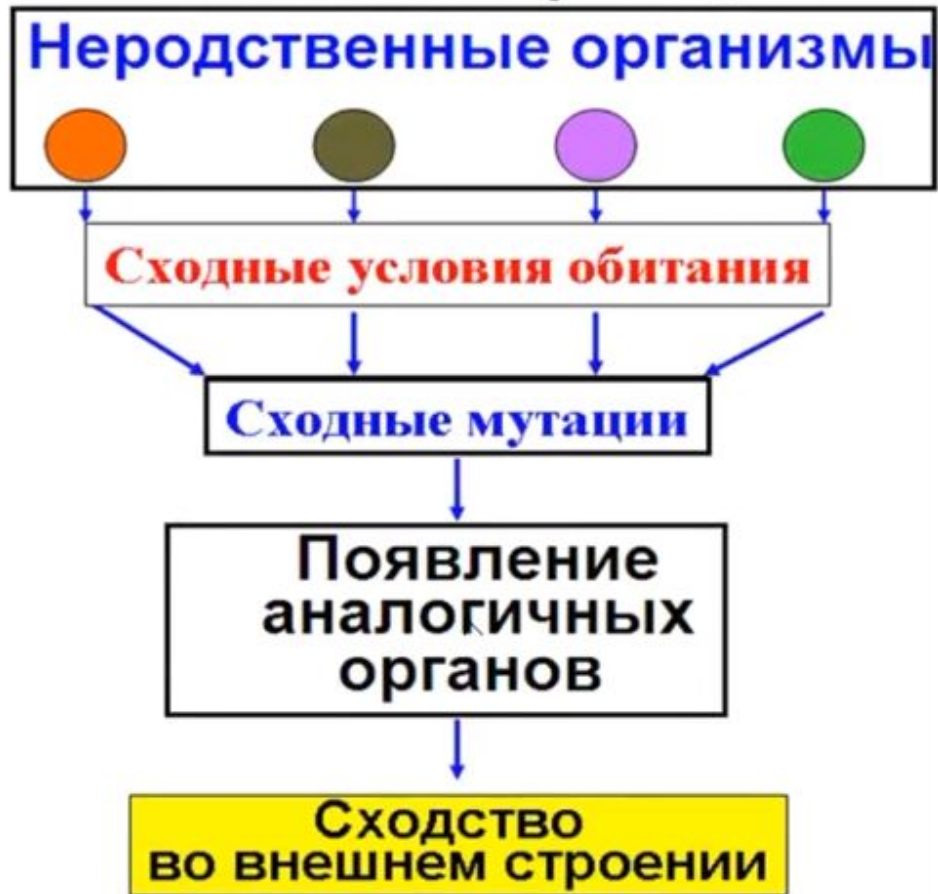 Неродственные организмы
Сходные условия обитания
Сходные мутации
Появление
аналогичных
органов
Сходство
во внешнем строении